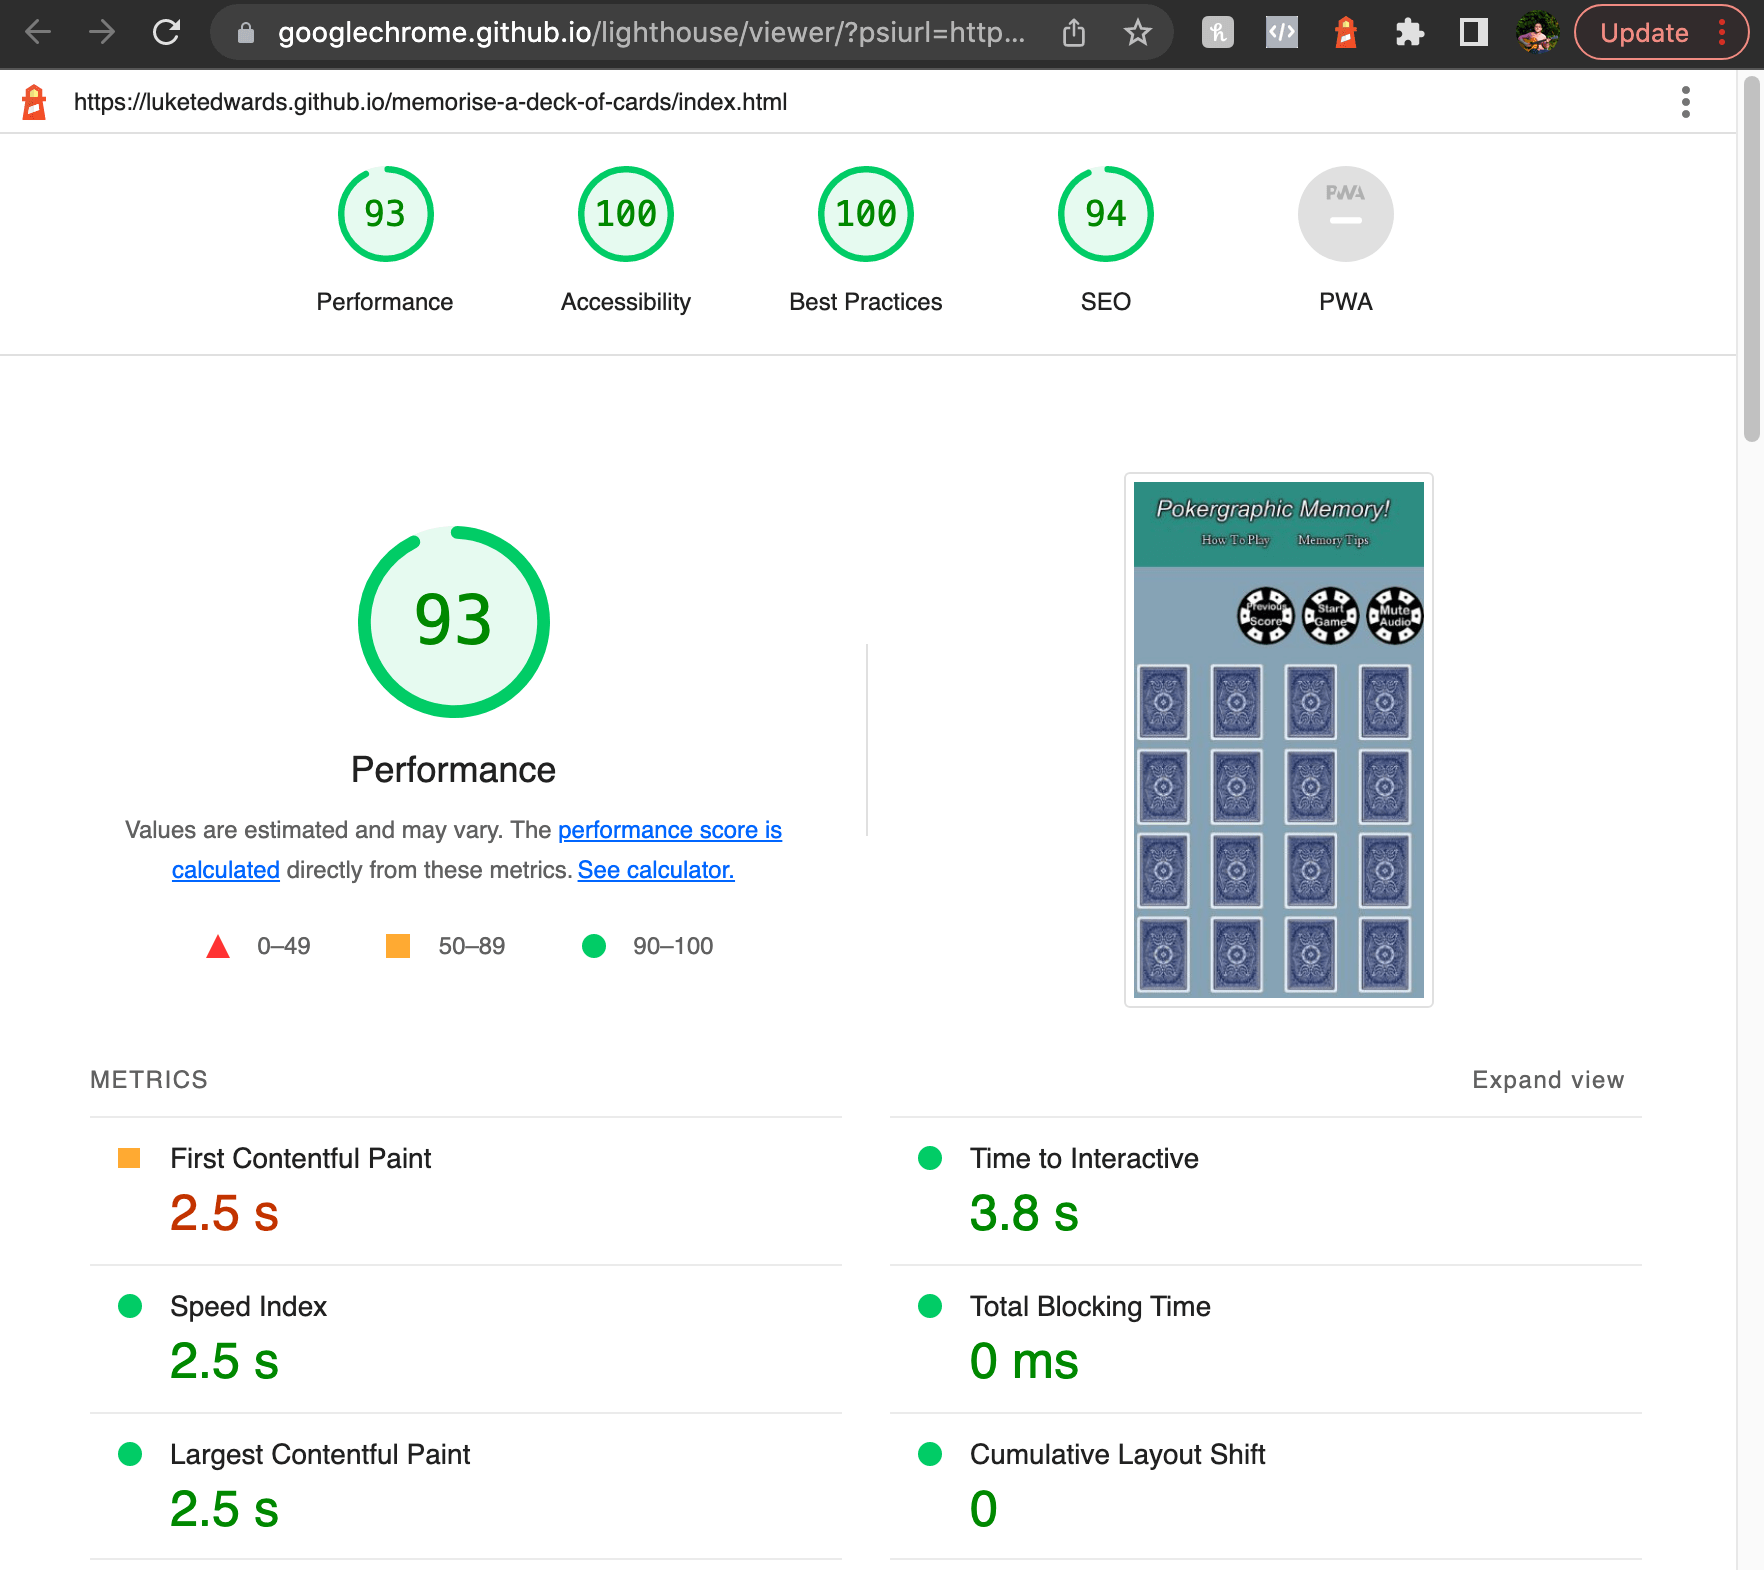 googlechrome.github.io/lighthouse/viewer/?psiurl=http...
Update
https://luketedwards.github.io/memorise-a-deck-of-cards/index.html
93
100
100
94
PWA
Performance
Accessibility
Best Practices
SEO
PWA
93
Performance
Values are estimated and may vary. The performance score is
calculated directly from these metrics. See calculator.
0–49
50–89
90–100
Pokergraphic Memory!
How To Play
Memory Tips
Previous
Score
Start
Game
Mute
Audio
METRICS
Expand view
First Contentful Paint
2.5 s
Time to Interactive
3.8 s
Speed Index
2.5 s
Total Blocking Time
0 ms
Largest Contentful Paint
2.5 s
Cumulative Layout Shift
0